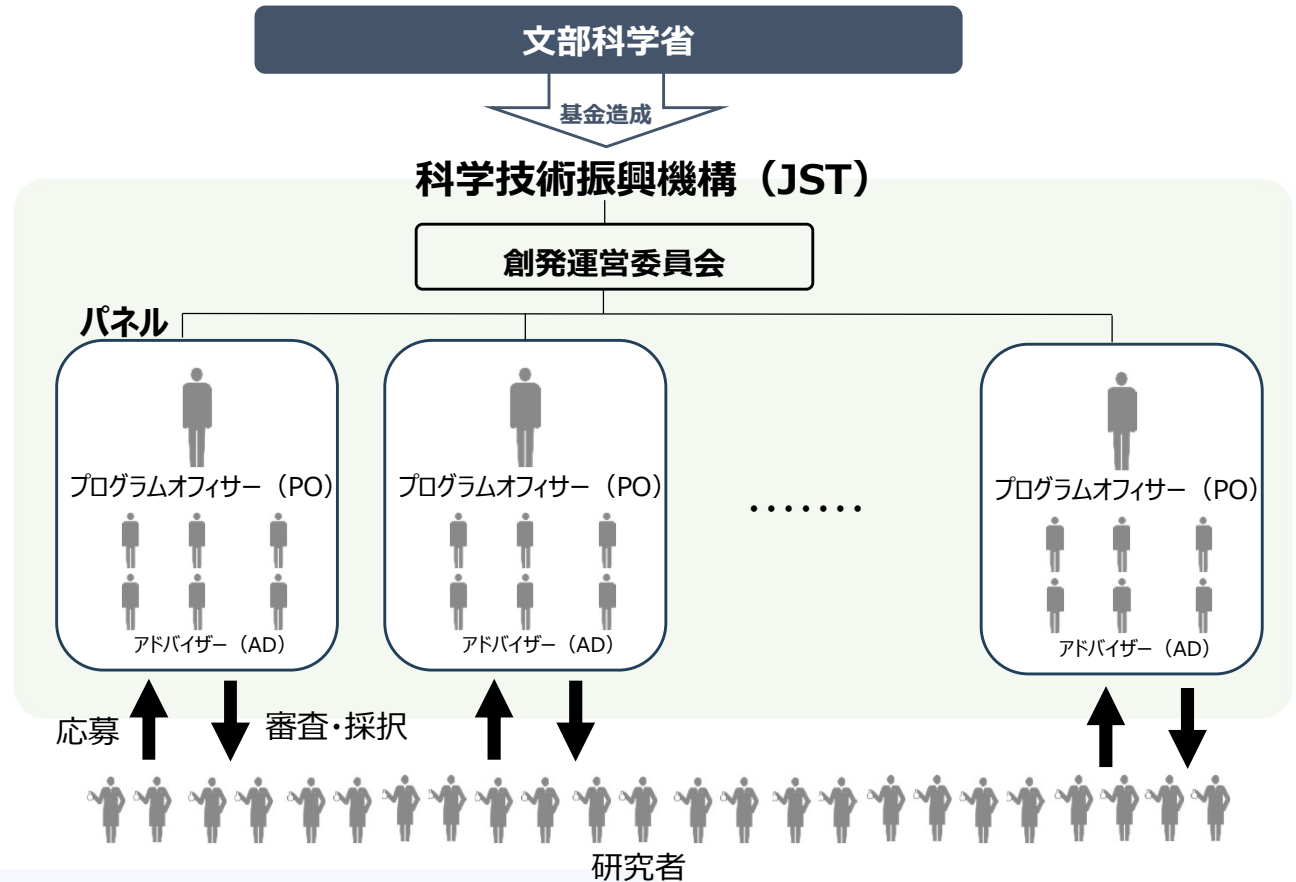 文部科学省
基金造成
科学技術振興機構（JST）
創発運営委員会
パネル
プログラムオフィサー（PO）
アドバイザー（AD）
プログラムオフィサー（PO）
アドバイザー（AD）
・・・・・・・
プログラムオフィサー（PO）
アドバイザー（AD）
応募
審査・採択
研究者